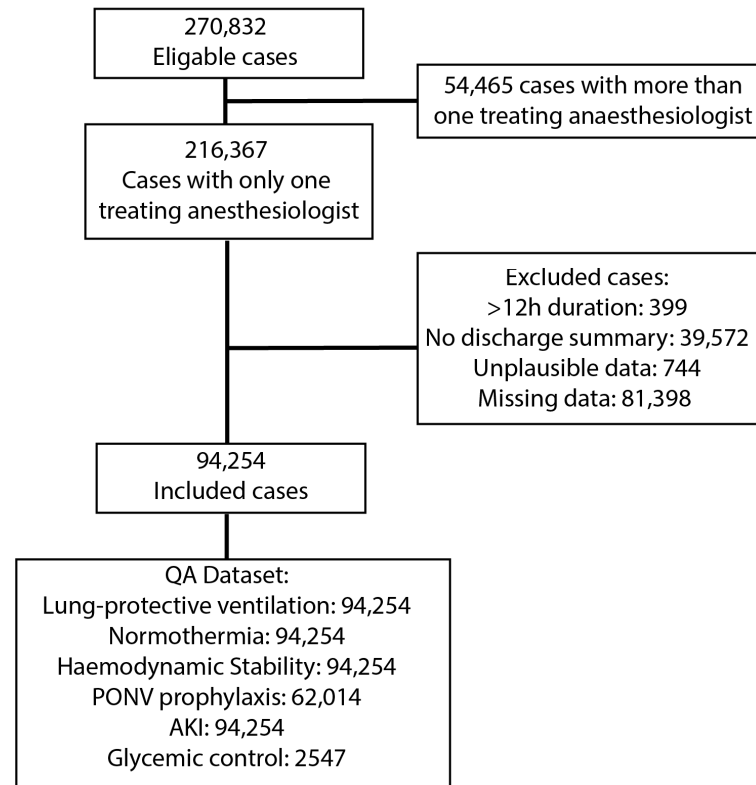 270,832
Eligible cases
54,465 cases with more than
one treating anaesthesiologist
216,367
Cases with only one
treating anesthesiologist
Excluded cases:
>12h duration: 399
No discharge summary: 39,572
Unplausible data: 744
Missing data: 81,398
94,254
Included cases
QA Dataset:
Lung-protective ventilation: 94,254
Normothermia: 94,254
Haemodynamic Stability: 94,254
PONV prophylaxis: 62,014
AKI: 94,254
Glycemic control: 2547